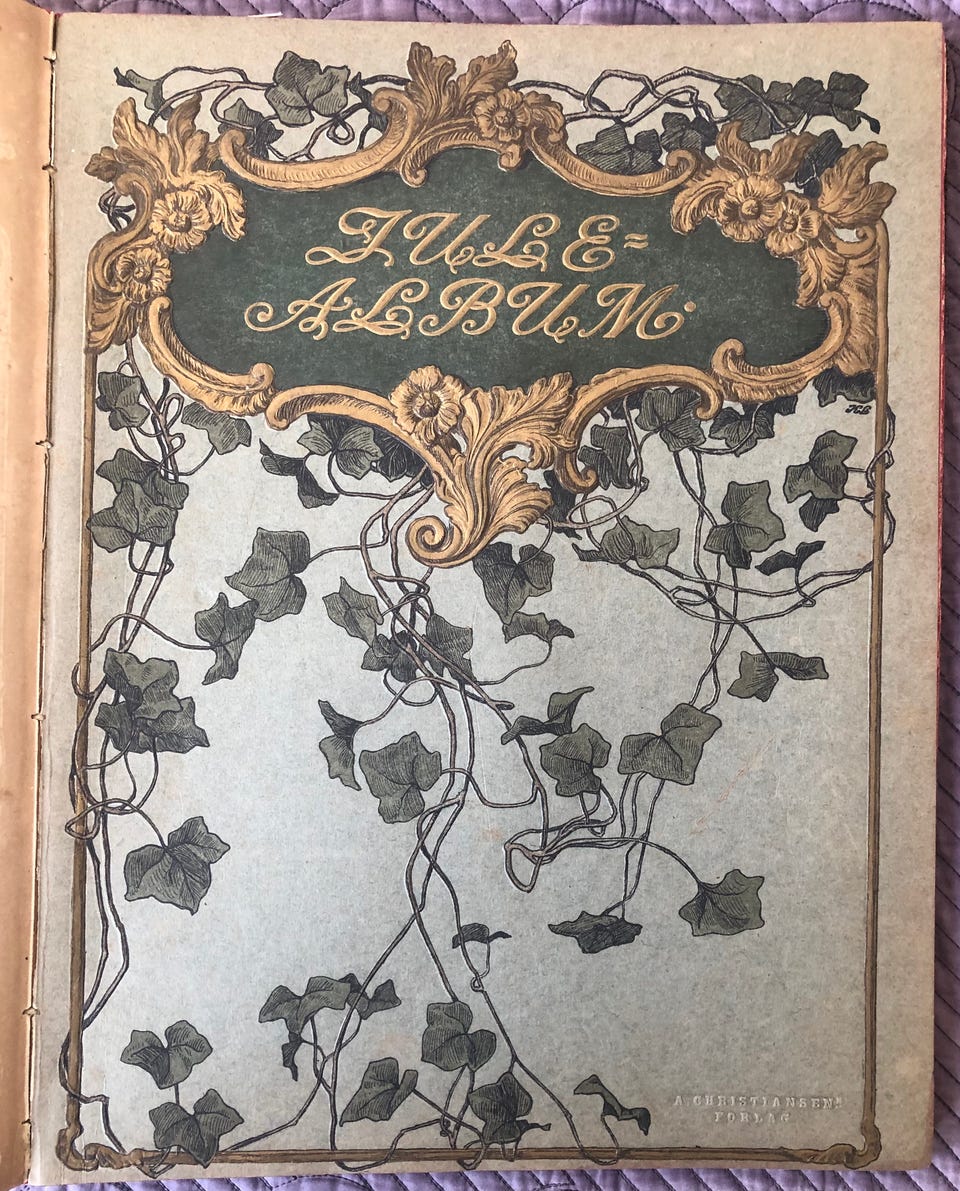 JULE=
ALBUM·
A. CHRISTIANSENS
FORLAG